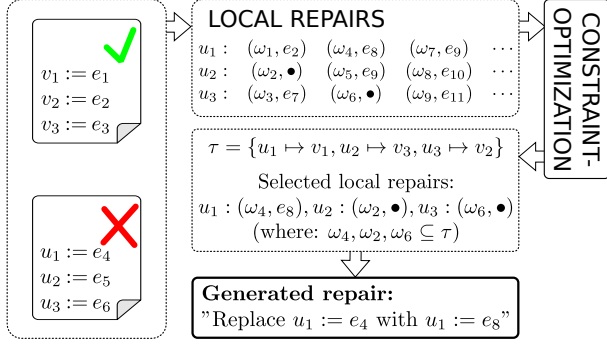 v₁ := e₁
v₂ := e₂
v₃ := e₃
u₁ := e₄
u₂ := e₅
u₃ := e₆
LOCAL REPAIRS
u₁ : (ω₁, e₂) (ω₄, e₈) (ω₇, e₉) ···
u₂ : (ω₂, •) (ω₅, e₉) (ω₈, e₁₀) ···
u₃ : (ω₃, e₇) (ω₆, •) (ω₉, e₁₁) ···
CONSTRAINT-
OPTIMIZATION
τ = {u₁ ↦ v₁, u₂ ↦ v₃, u₃ ↦ v₂}
Selected local repairs:
u₁ : (ω₄, e₈), u₂ : (ω₂, •), u₃ : (ω₆, •)
(where: ω₄, ω₂, ω₆ ⊆ τ)
Generated repair:
”Replace u₁ := e₄ with u₁ := e₈”